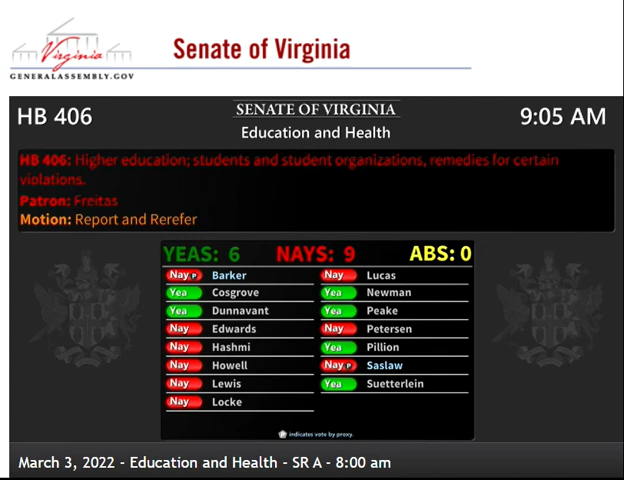 Virginia
GENERALASSEMBLY.GOV
Senate of Virginia
HB 406
SENATE OF VIRGINIA
9:05 AM
Education and Health
HB 406: Higher education; students and student organizations, remedies for certain
violations.
Patron: Freitas
Motion: Report and Rerefer
YEAS: 6 NAYS: 9 ABS: 0
Nay P Barker
Yea Cosgrove
Yea Dunnavant
Nay Edwards
Nay Hashmi
Nay Howell
Nay Lewis
Nay Locke
Nay Lucas
Yea Newman
Yea Peake
Nay Petersen
Yea Pillion
Nay P Saslaw
Yea Suetterlein
P indicates vote by proxy.
March 3, 2022 - Education and Health - SR A - 8:00 am